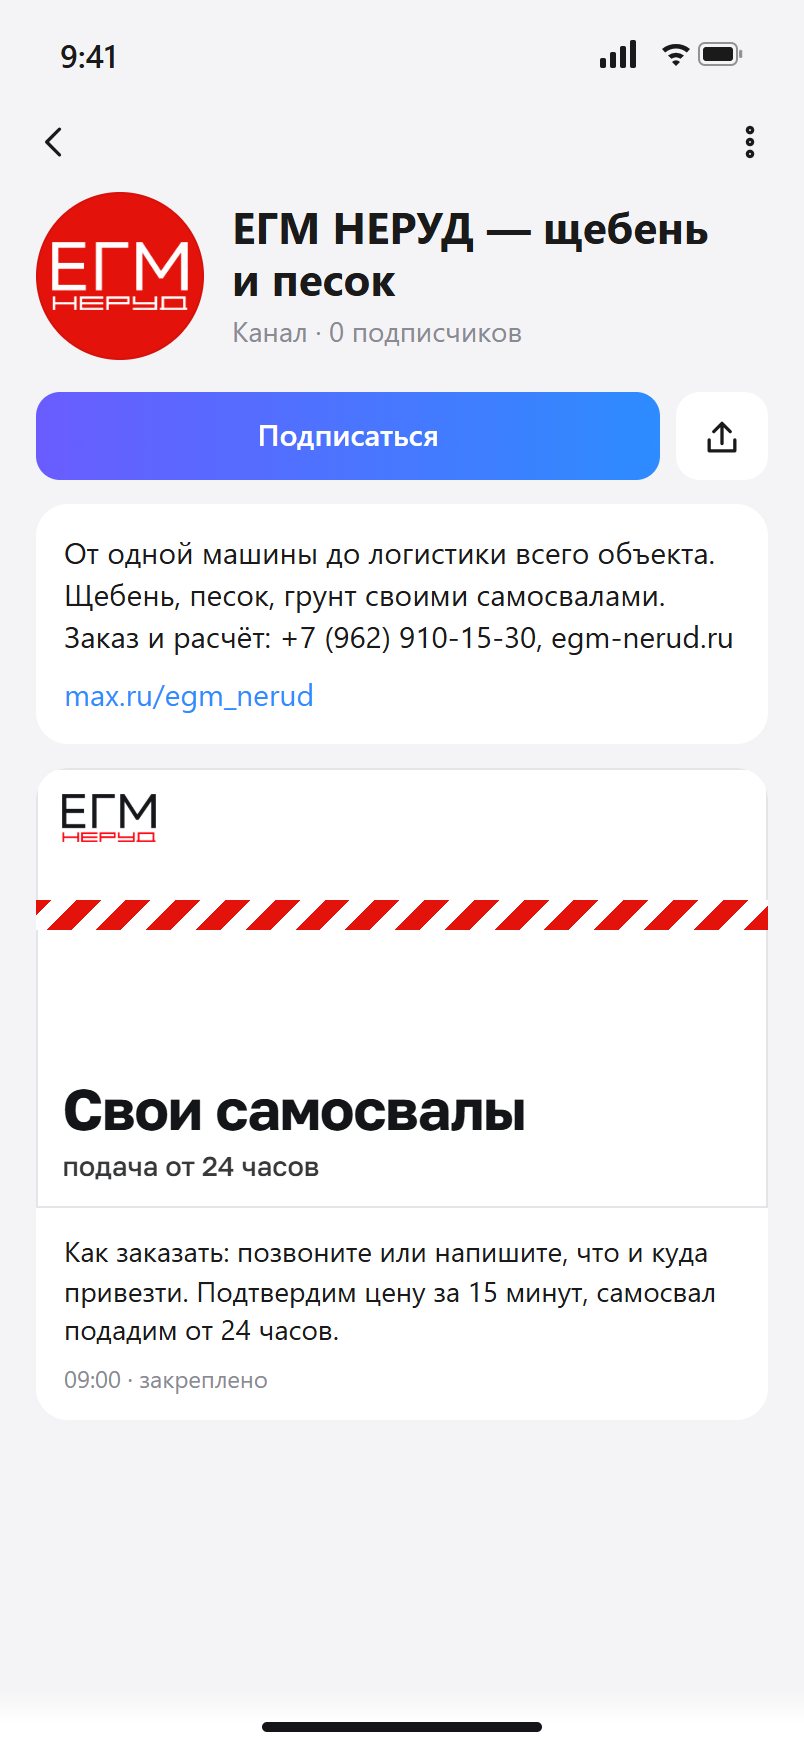 9:41
ЕГМ
НЕРУД
ЕГМ НЕРУД — щебень
и песок
Канал · 0 подписчиков
Подписаться
От одной машины до логистики всего объекта.
Щебень, песок, грунт своими самосвалами.
Заказ и расчёт: +7 (962) 910-15-30, egm-nerud.ru
max.ru/egm_nerud
ЕГМ
НЕРУД
Свои самосвалы
подача от 24 часов
Как заказать: позвоните или напишите, что и куда
привезти. Подтвердим цену за 15 минут, самосвал
подадим от 24 часов.
09:00 · закреплено